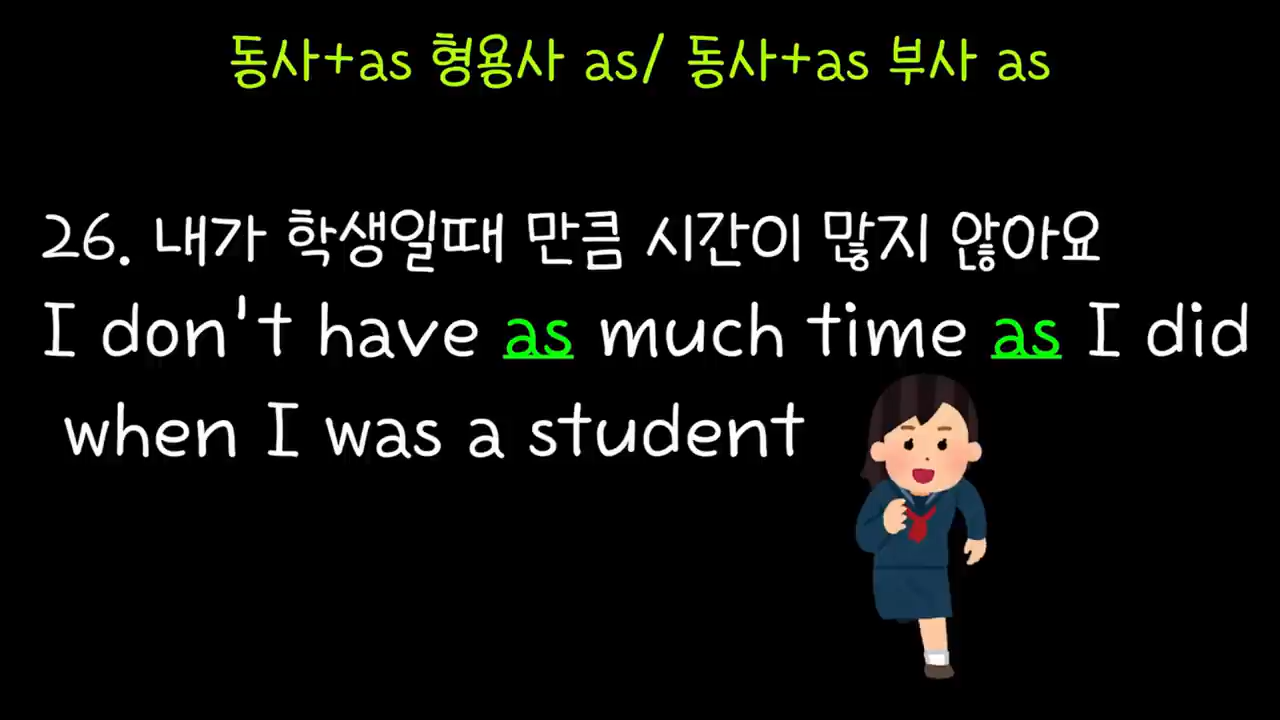 동사+as 형용사 as/ 동사+as 부사 as
26. 내가 학생일때 만큼 시간이 많지 않아요
I don't have as much time as I did
when I was a student